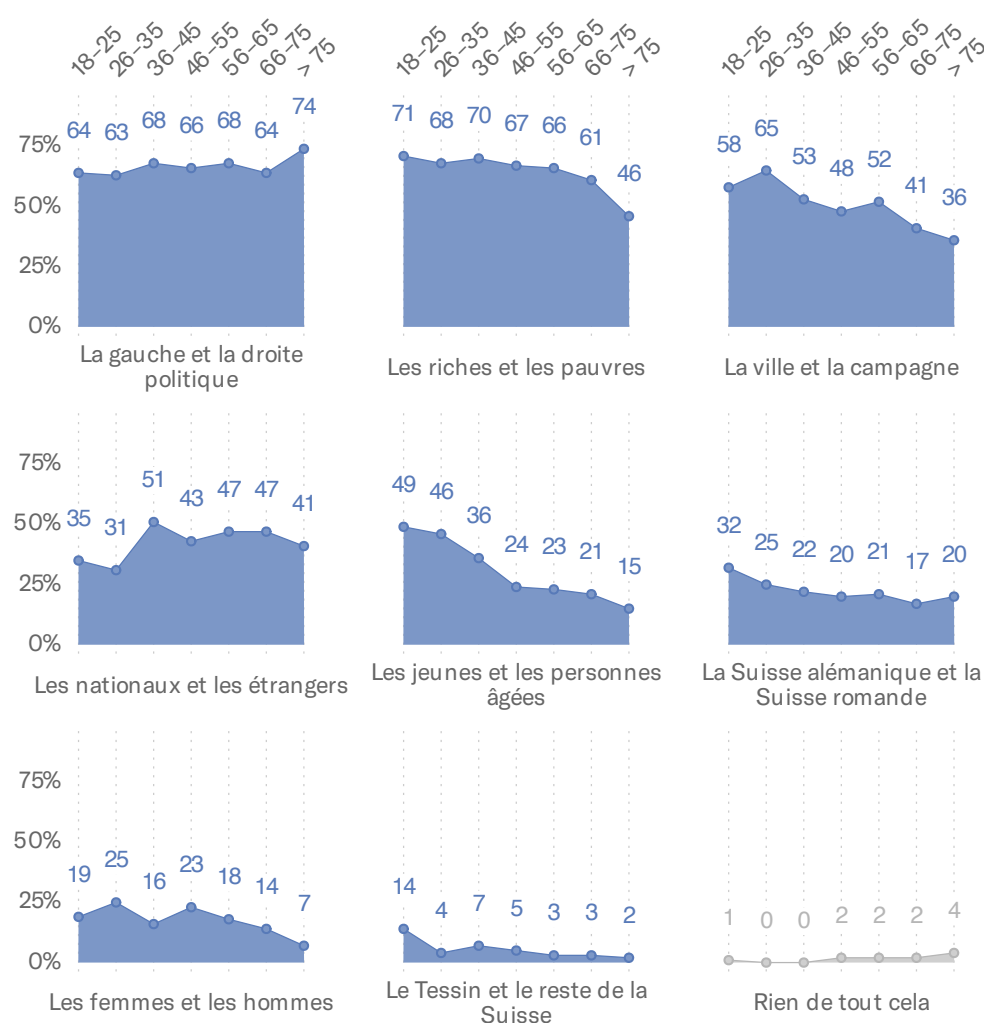 18–25 26–35 36–45 46–55 56–65 66–75 > 75
18–25 26–35 36–45 46–55 56–65 66–75 > 75
18–25 26–35 36–45 46–55 56–65 66–75 > 75
64 63 68 66 68 64 74
75%
50%
25%
0%
La gauche et la droite
politique
71 68 70 67 66 61 46
Les riches et les pauvres
58 65 53 48 52 41 36
La ville et la campagne
75%
50%
25%
0%
35 31 51 43 47 47 41
Les nationaux et les étrangers
49 46 36 24 23 21 15
Les jeunes et les personnes
âgées
32 25 22 20 21 17 20
La Suisse alémanique et la
Suisse romande
75%
50%
25%
0%
19 25 16 23 18 14 7
Les femmes et les hommes
14 4 7 5 3 3 2
Le Tessin et le reste de la
Suisse
1 0 0 2 2 2 4
Rien de tout cela